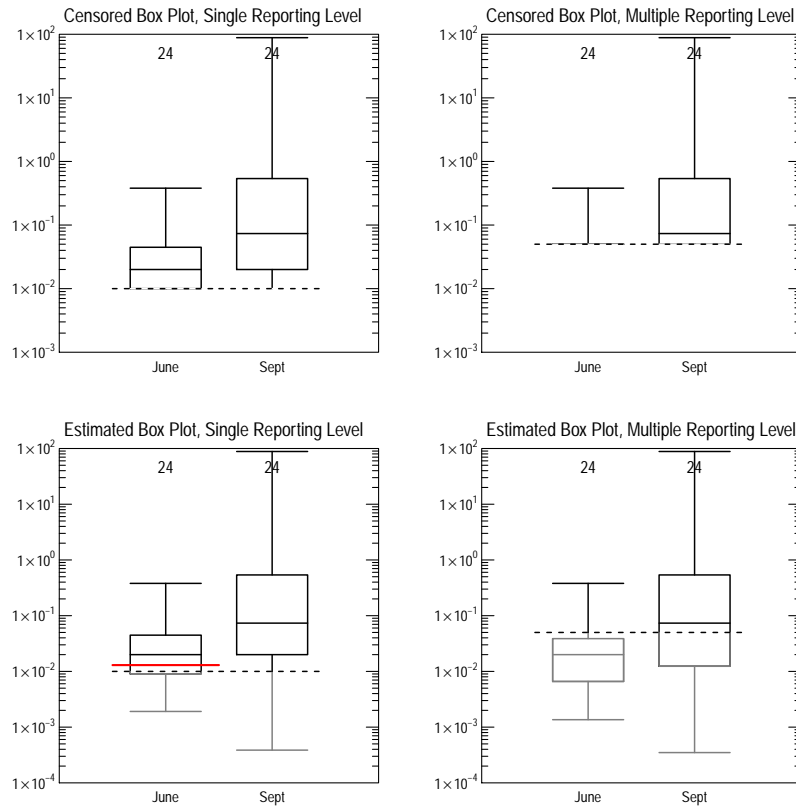 Censored Box Plot, Single Reporting Level
1×10²
1×10¹
1×10⁰
1×10⁻¹
1×10⁻²
1×10⁻³
24
24
June
Sept
Censored Box Plot, Multiple Reporting Level
1×10²
1×10¹
1×10⁰
1×10⁻¹
1×10⁻²
1×10⁻³
24
24
June
Sept
Estimated Box Plot, Single Reporting Level
1×10²
1×10¹
1×10⁰
1×10⁻¹
1×10⁻²
1×10⁻³
1×10⁻⁴
24
24
June
Sept
Estimated Box Plot, Multiple Reporting Level
1×10²
1×10¹
1×10⁰
1×10⁻¹
1×10⁻²
1×10⁻³
1×10⁻⁴
24
24
June
Sept